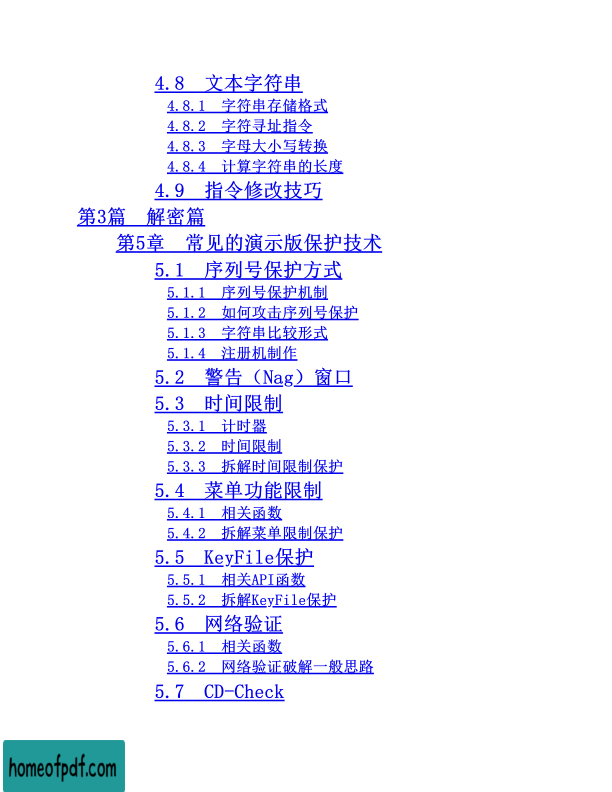 4.8 文本字符串
4.8.1 字符串存储格式
4.8.2 字符寻址指令
4.8.3 字母大小写转换
4.8.4 计算字符串的长度
4.9 指令修改技巧
第3篇 解密篇
第5章 常见的演示版保护技术
5.1 序列号保护方式
5.1.1 序列号保护机制
5.1.2 如何攻击序列号保护
5.1.3 字符串比较形式
5.1.4 注册机制作
5.2 警告（Nag）窗口
5.3 时间限制
5.3.1 计时器
5.3.2 时间限制
5.3.3 拆解时间限制保护
5.4 菜单功能限制
5.4.1 相关函数
5.4.2 拆解菜单限制保护
5.5 KeyFile保护
5.5.1 相关API函数
5.5.2 拆解KeyFile保护
5.6 网络验证
5.6.1 相关函数
5.6.2 网络验证破解一般思路
5.7 CD-Check
homeofpdf.com